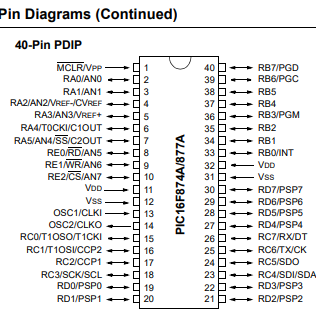 Pin Diagrams (Continued)
40-Pin PDIP
MCLR/VPP 1 40 RB7/PGD
RA0/AN0 2 39 RB6/PGC
RA1/AN1 3 38 RB5
RA2/AN2/VREF-/CVREF 4 37 RB4
RA3/AN3/VREF+ 5 36 RB3/PGM
RA4/T0CKI/C1OUT 6 35 RB2
RA5/AN4/SS/C2OUT 7 34 RB1
RE0/RD/AN5 8 33 RB0/INT
RE1/WR/AN6 9 32 VDD
RE2/CS/AN7 10 31 VSS
VDD 11 30 RD7/PSP7
VSS 12 29 RD6/PSP6
OSC1/CLKI 13 28 RD5/PSP5
OSC2/CLKO 14 27 RD4/PSP4
RC0/T1OSO/T1CKI 15 26 RC7/RX/DT
RC1/T1OSI/CCP2 16 25 RC6/TX/CK
RC2/CCP1 17 24 RC5/SDO
RC3/SCK/SCL 18 23 RC4/SDI/SDA
RD0/PSP0 19 22 RD3/PSP3
RD1/PSP1 20 21 RD2/PSP2
PIC16F874A/877A